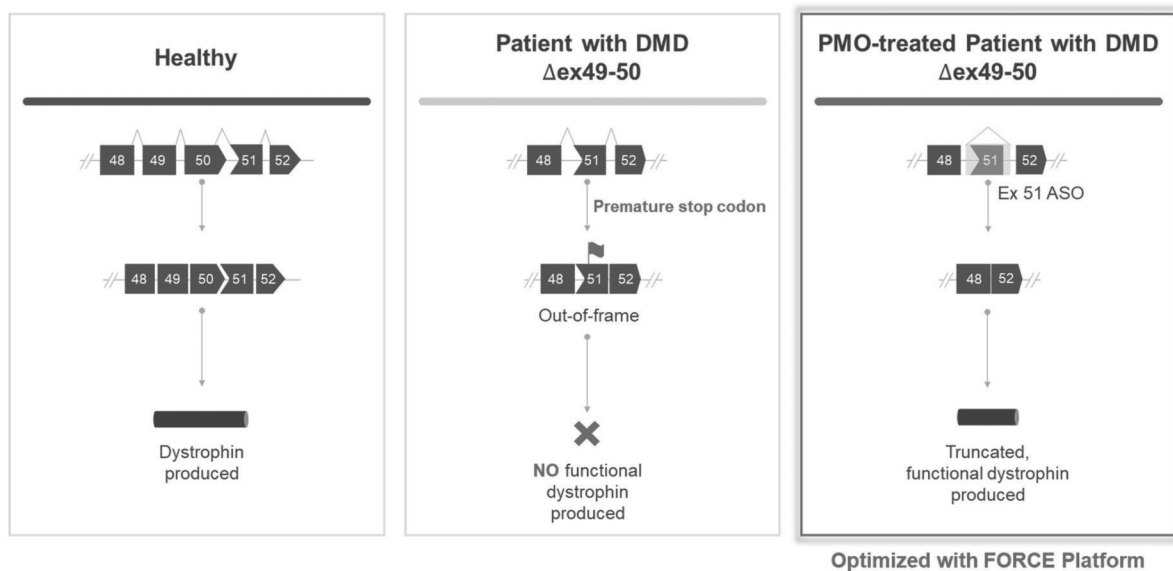 Healthy
48 49 50 51 52
48 49 50 51 52
Dystrophin
produced
Patient with DMD
Δex49-50
48 51 52
Premature stop codon
48 51 52
Out-of-frame
NO functional
dystrophin
produced
PMO-treated Patient with DMD
Δex49-50
48 51 52
Ex 51 ASO
48 52
Truncated,
functional dystrophin
produced
Optimized with FORCE Platform